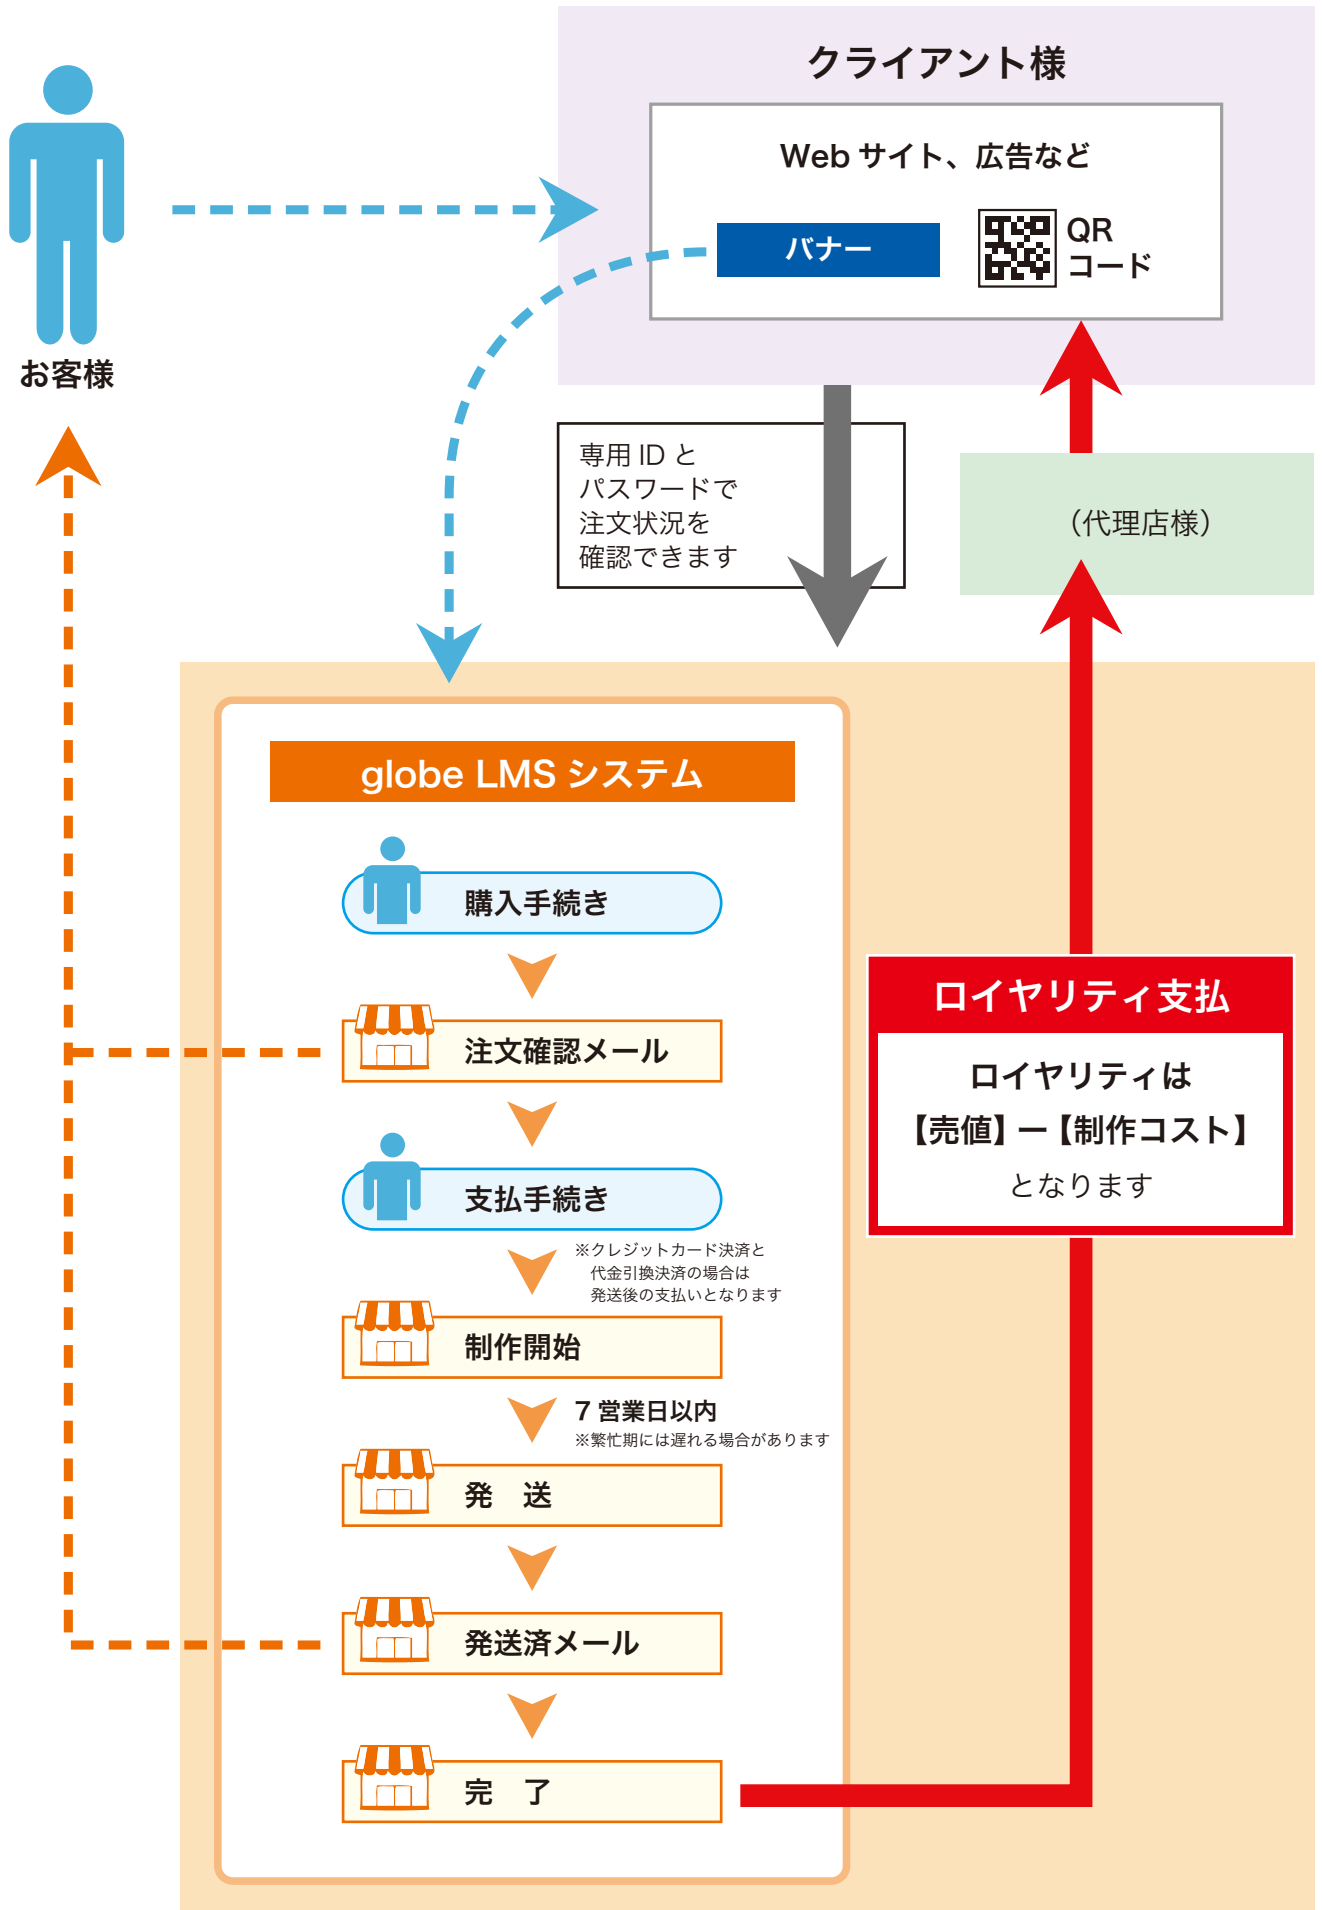 クライアント様
Web サイト、広告など
バナー
QR
コード
お客様
専用 ID と
パスワードで
注文状況を
確認できます
（代理店様）
globe LMS システム
購入手続き
注文確認メール
支払手続き
※クレジットカード決済と
代金引換決済の場合は
発送後の支払いとなります
制作開始
7 営業日以内
※繁忙期には遅れる場合があります
発　送
発送済メール
完　了
ロイヤリティ支払
ロイヤリティは
【売値】ー【制作コスト】
となります